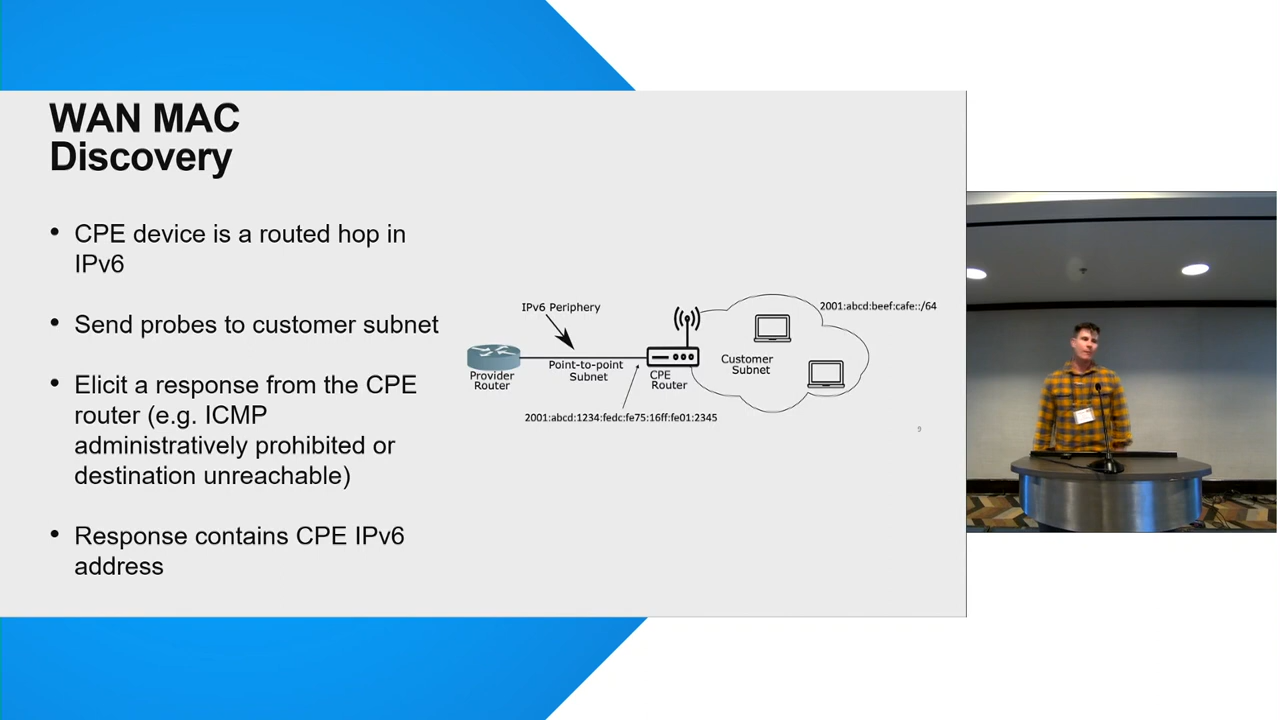 WAN MAC
Discovery
• CPE device is a routed hop in
IPv6
• Send probes to customer subnet
• Elicit a response from the CPE
router (e.g. ICMP
administratively prohibited or
destination unreachable)
• Response contains CPE IPv6
address
IPv6 Periphery
2001:abcd:beef:cafe::/64
Provider
Router
Point-to-point
Subnet
CPE
Router
Customer
Subnet
2001:abcd:1234:fedc:fe75:16ff:fe01:2345
9